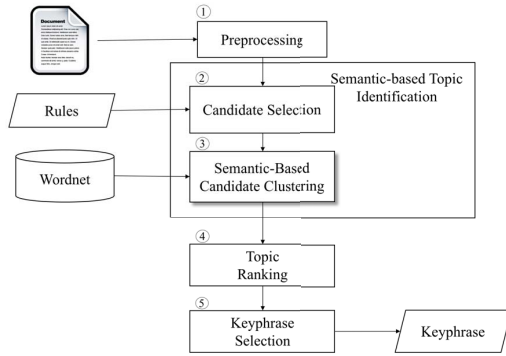 Document
①
Preprocessing
②
Semantic-based Topic
Identification
Rules
Candidate Selection
③
Wordnet
Semantic-Based
Candidate Clustering
④
Topic
Ranking
⑤
Keyphrase
Selection
Keyphrase